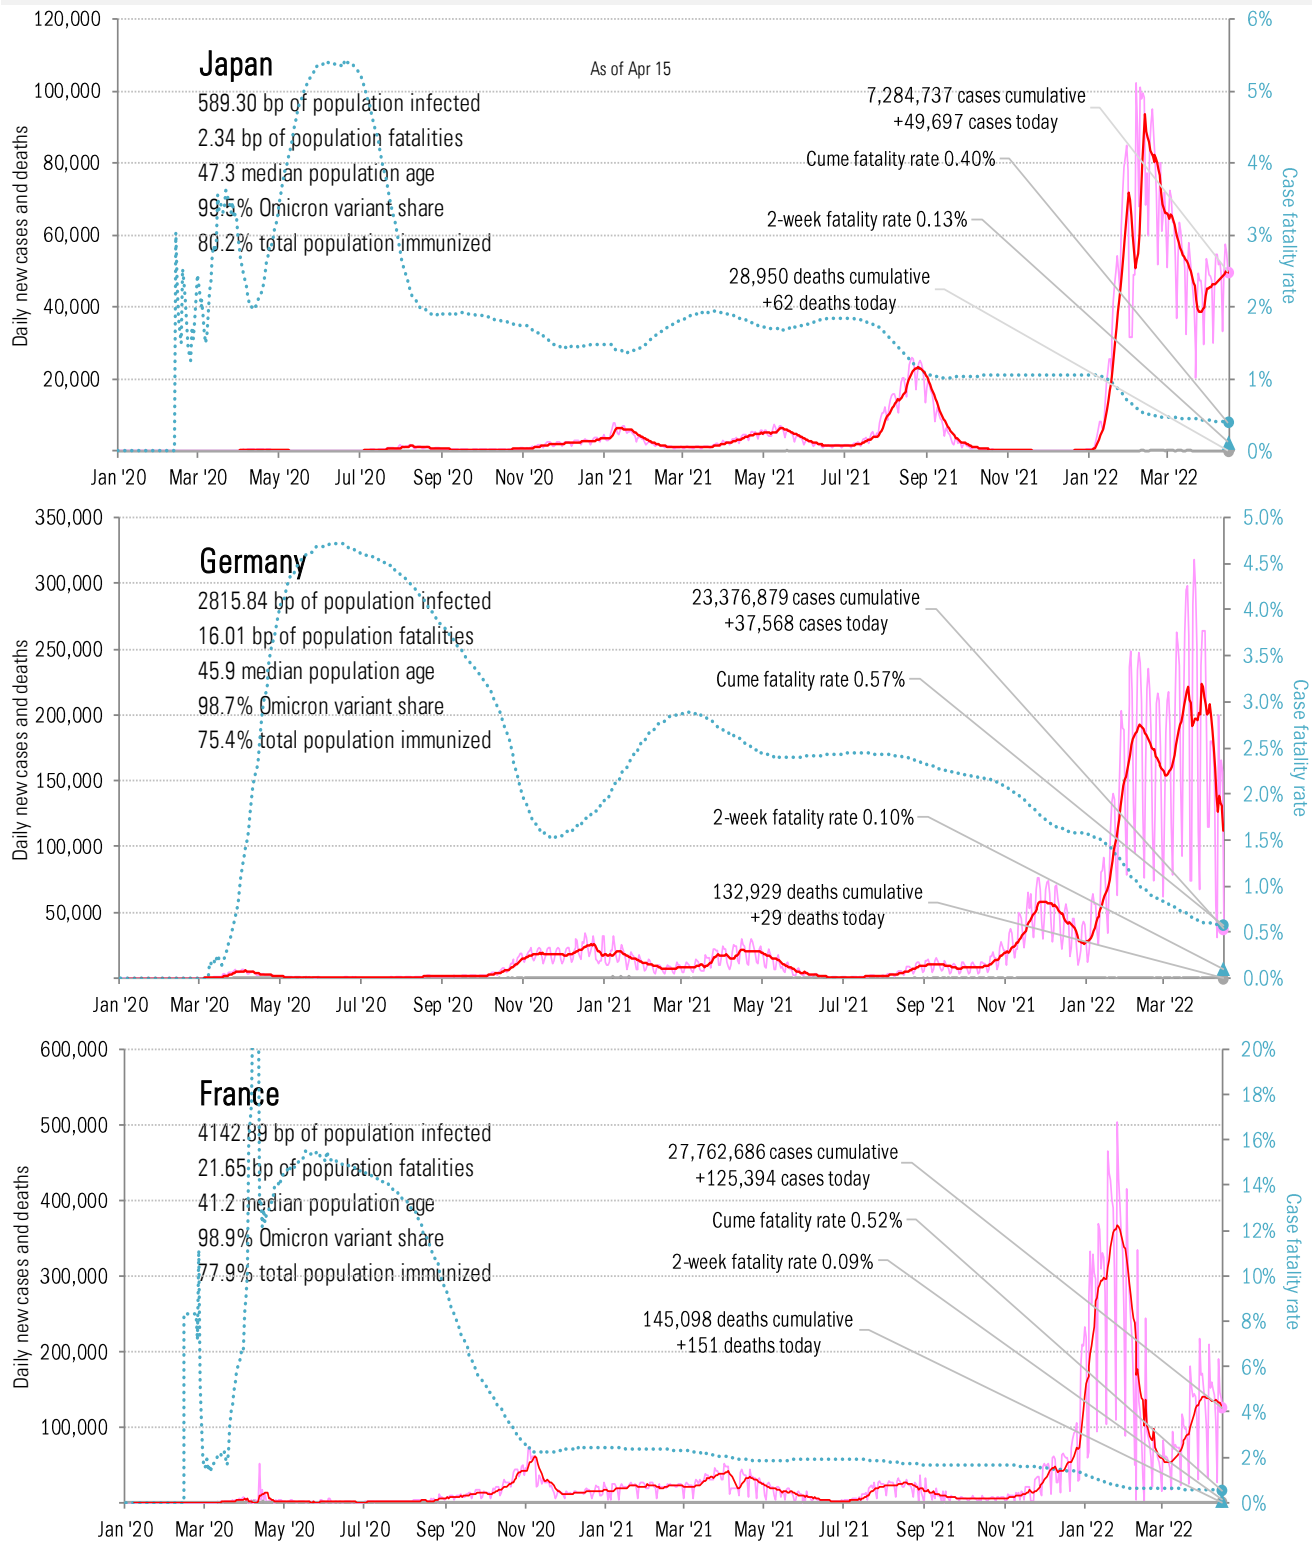 120,000
100,000
80,000
60,000
40,000
20,000
Daily new cases and deaths
Japan
589.30 bp of population infected
2.34 bp of population fatalities
47.3 median population age
99.5% Omicron variant share
80.2% total population immunized
As of Apr 15
7,284,737 cases cumulative
+49,697 cases today
Cume fatality rate 0.40%
2-week fatality rate 0.13%
28,950 deaths cumulative
+62 deaths today
6%
5%
4%
3%
2%
1%
0%
Case fatality rate
Jan '20 Mar '20 May '20 Jul '20 Sep '20 Nov '20 Jan '21 Mar '21 May '21 Jul '21 Sep '21 Nov '21 Jan '22 Mar '22
350,000
300,000
250,000
200,000
150,000
100,000
50,000
Daily new cases and deaths
Germany
2815.84 bp of population infected
16.01 bp of population fatalities
45.9 median population age
98.7% Omicron variant share
75.4% total population immunized
23,376,879 cases cumulative
+37,568 cases today
Cume fatality rate 0.57%
2-week fatality rate 0.10%
132,929 deaths cumulative
+29 deaths today
5.0%
4.5%
4.0%
3.5%
3.0%
2.5%
2.0%
1.5%
1.0%
0.5%
0.0%
Case fatality rate
Jan '20 Mar '20 May '20 Jul '20 Sep '20 Nov '20 Jan '21 Mar '21 May '21 Jul '21 Sep '21 Nov '21 Jan '22 Mar '22
600,000
500,000
400,000
300,000
200,000
100,000
Daily new cases and deaths
France
4142.89 bp of population infected
21.65 bp of population fatalities
41.2 median population age
98.9% Omicron variant share
77.9% total population immunized
27,762,686 cases cumulative
+125,394 cases today
Cume fatality rate 0.52%
2-week fatality rate 0.09%
145,098 deaths cumulative
+151 deaths today
20%
18%
16%
14%
12%
10%
8%
6%
4%
2%
0%
Case fatality rate
Jan '20 Mar '20 May '20 Jul '20 Sep '20 Nov '20 Jan '21 Mar '21 May '21 Jul '21 Sep '21 Nov '21 Jan '22 Mar '22